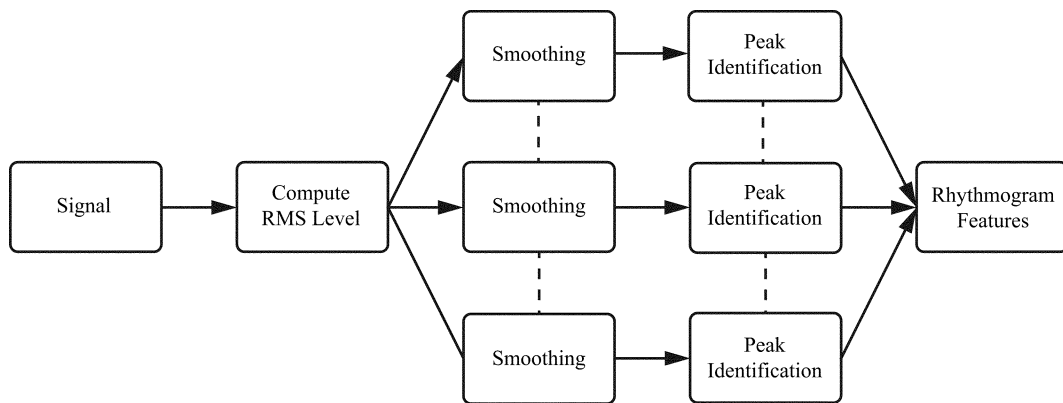 Signal
Compute
RMS Level
Smoothing
Peak
Identification
Smoothing
Peak
Identification
Smoothing
Peak
Identification
Rhythmogram
Features